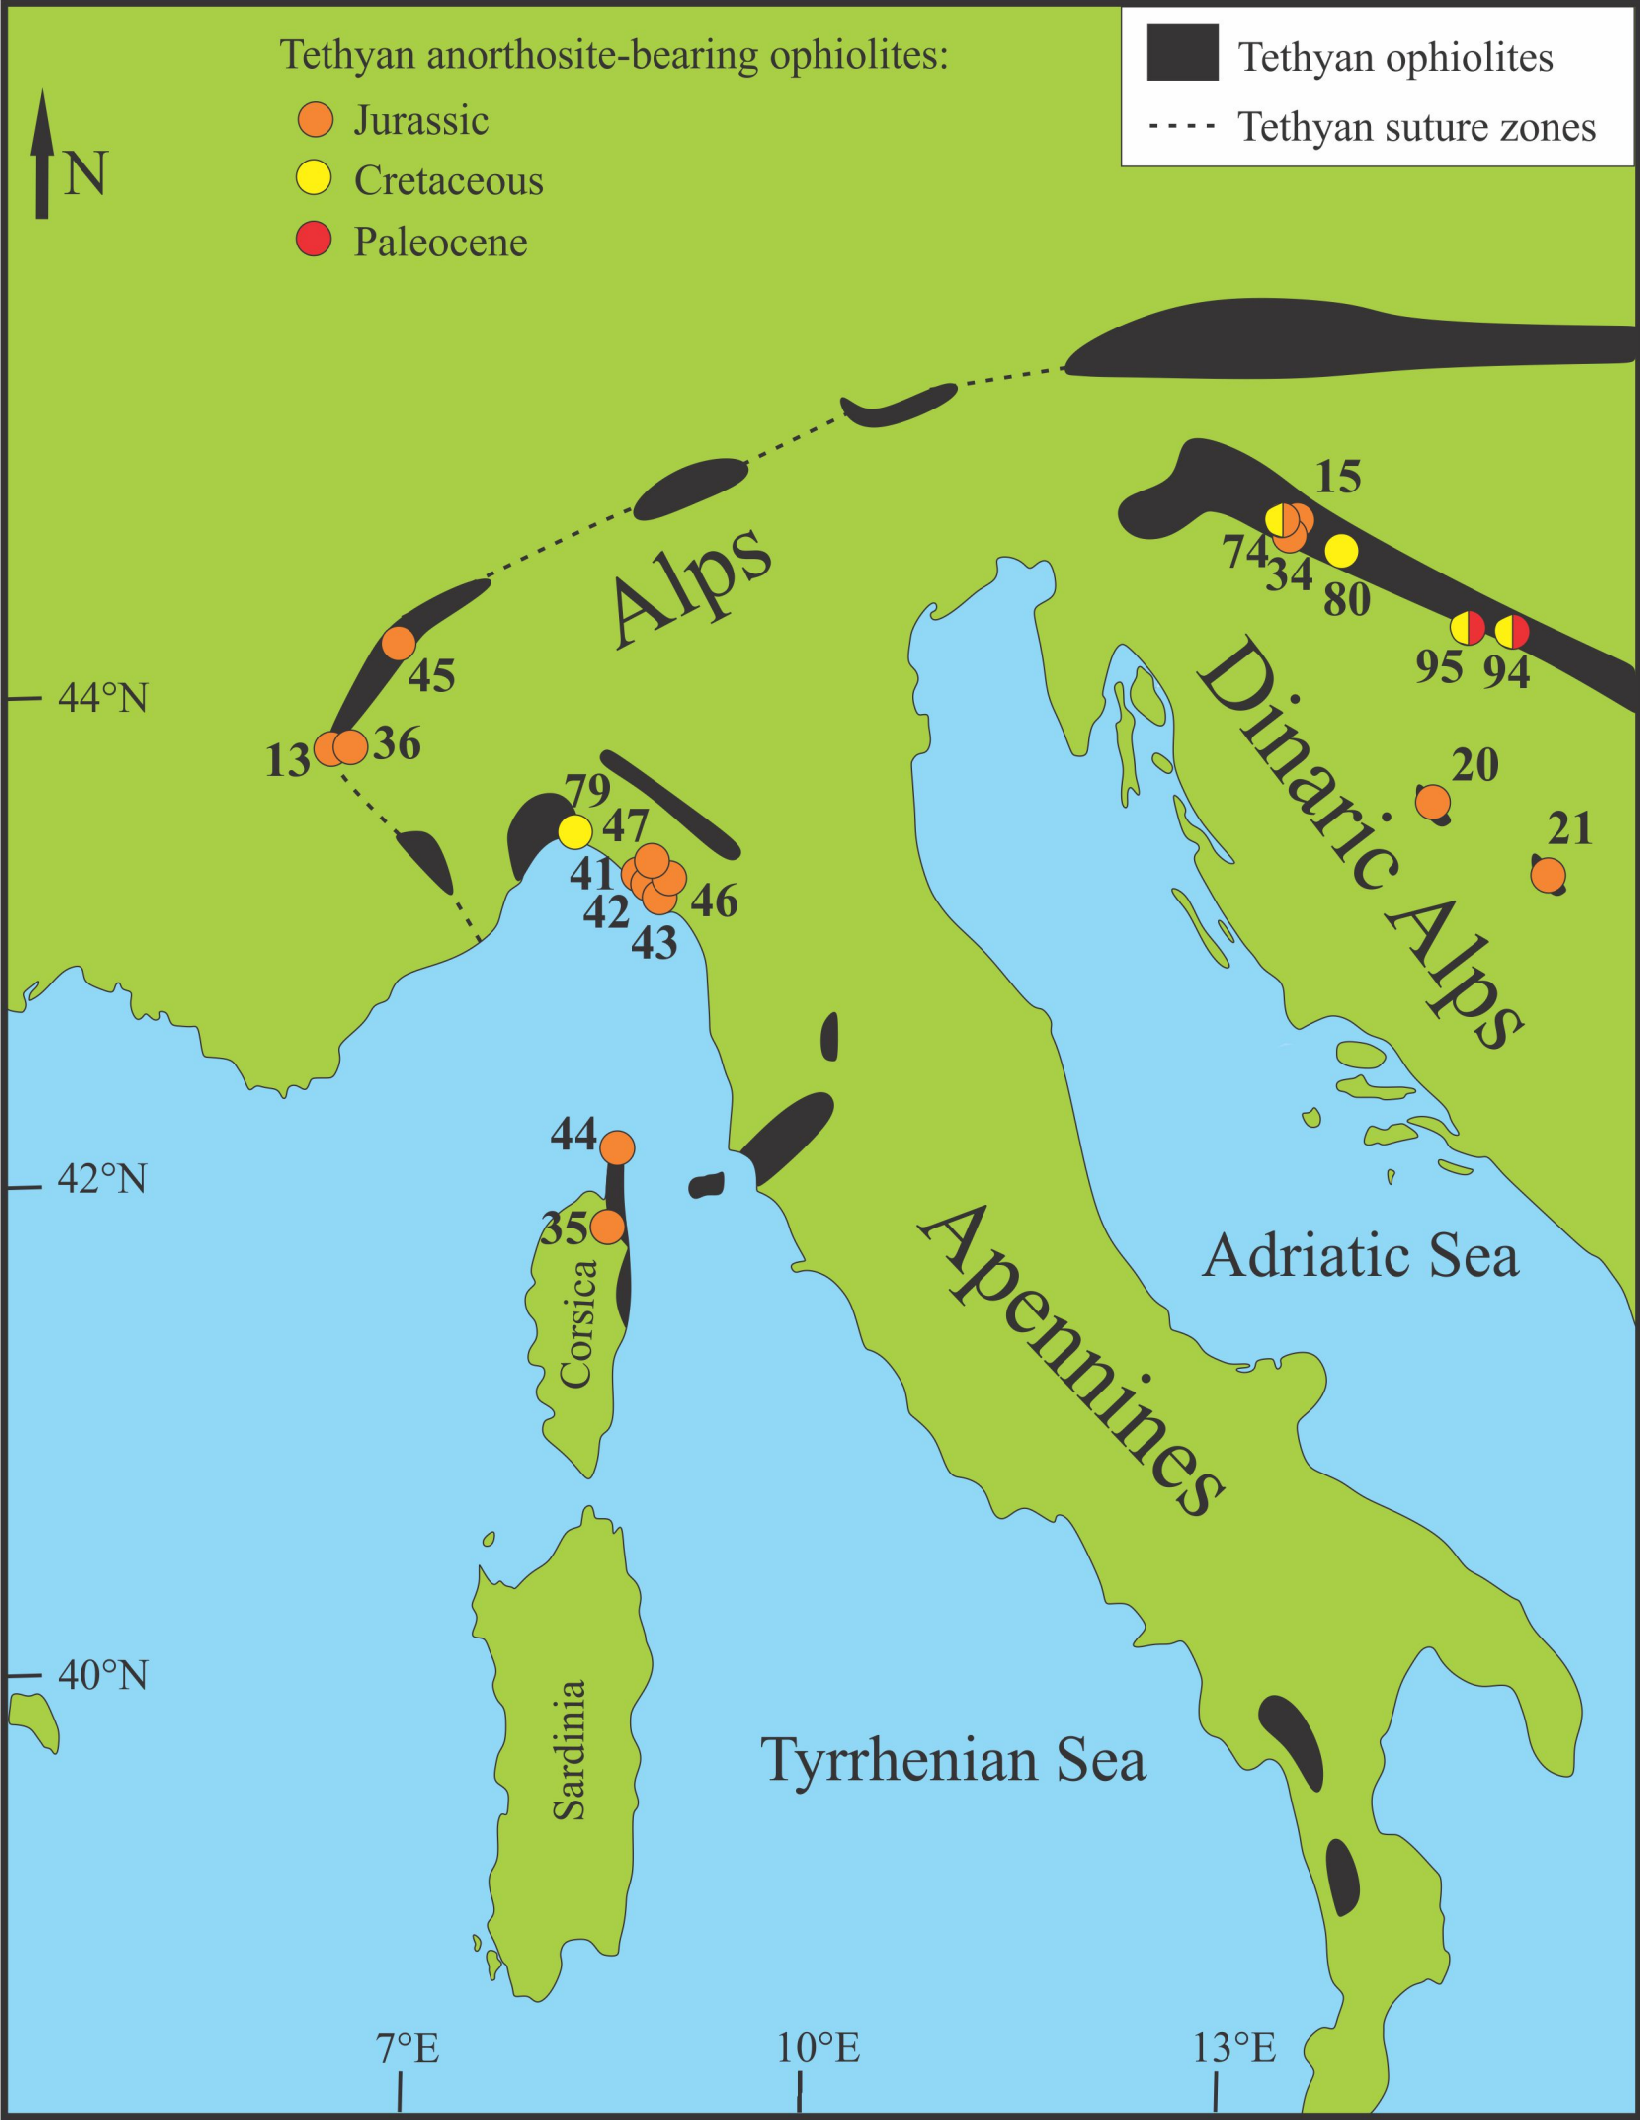 Tethyan anorthosite-bearing ophiolites:
Jurassic
Cretaceous
Paleocene
N
Tethyan ophiolites
Tethyan suture zones
15
74
34
80
95
94
Alps
45
44°N
13
36
79
47
41
42
43
46
Dinaric Alps
20
21
44
42°N
35
Corsica
Apennines
Adriatic Sea
40°N
Sardinia
Tyrrhenian Sea
7°E
10°E
13°E